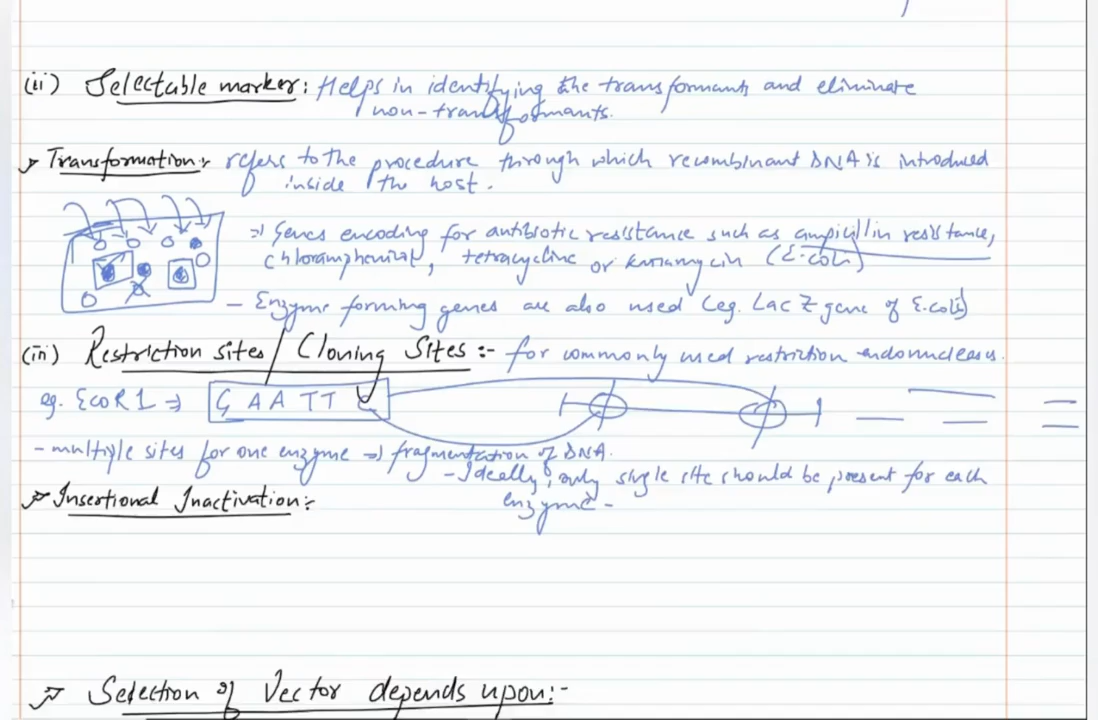 (ii) Selectable marker: Helps in identifying the transformants and eliminate
non-transformants.
➢ Transformation: refers to the procedure through which recombinant DNA is introduced
inside the host.
⇒ Genes encoding for antibiotic resistance such as ampicillin resistance,
chloramphenicol, tetracycline or kanamycin (E.coli)
- Enzyme forming genes are also used (eg. Lac Z gene of E.coli)
(iii) Restriction sites / Cloning Sites :- for commonly used restriction endonucleases.
eg. EcoR1 ⇒ G A A T T C
- multiple sites for one enzyme ⇒ fragmentation of DNA.
- Ideally, only single site should be present for each
enzyme -
➢ Insertional Inactivation:-
➢ Selection of Vector depends upon:-